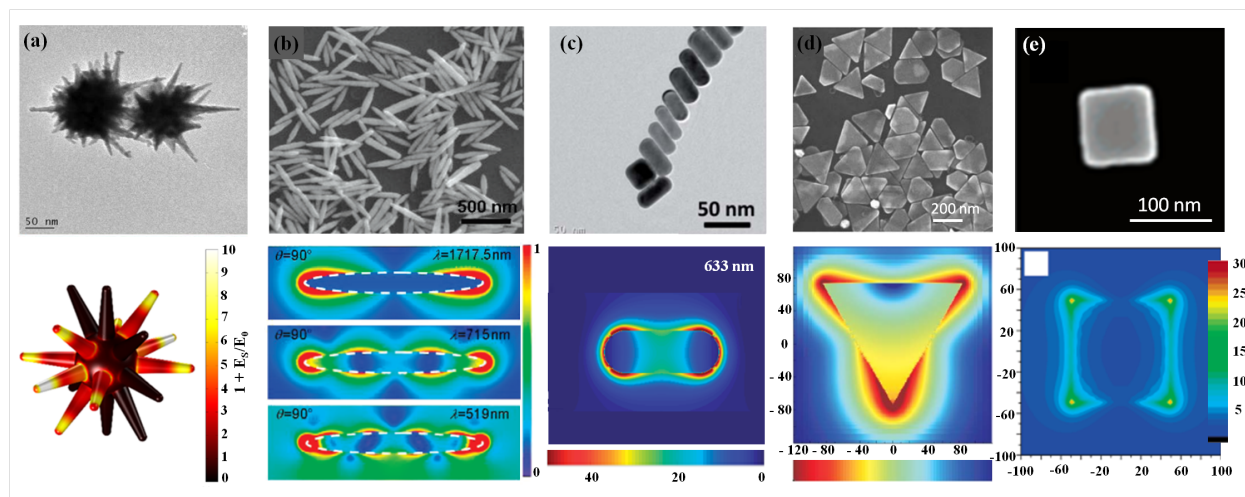 (a)
(b)
(c)
(d)
(e)
50 nm
500 nm
50 nm
200 nm
100 nm
10
9
8
7
6
5
4
3
2
1
0
1 + E_S/E_0
θ=90° λ=1717.5nm
θ=90° λ=715nm
θ=90° λ=519nm
1
0
633 nm
40 20 0
80
40
20
0
- 40
- 80
- 120 - 80 - 40 0 40 80
100
50
0
-50
-100
-100 -60 -20 20 60 100
30
25
20
15
10
5